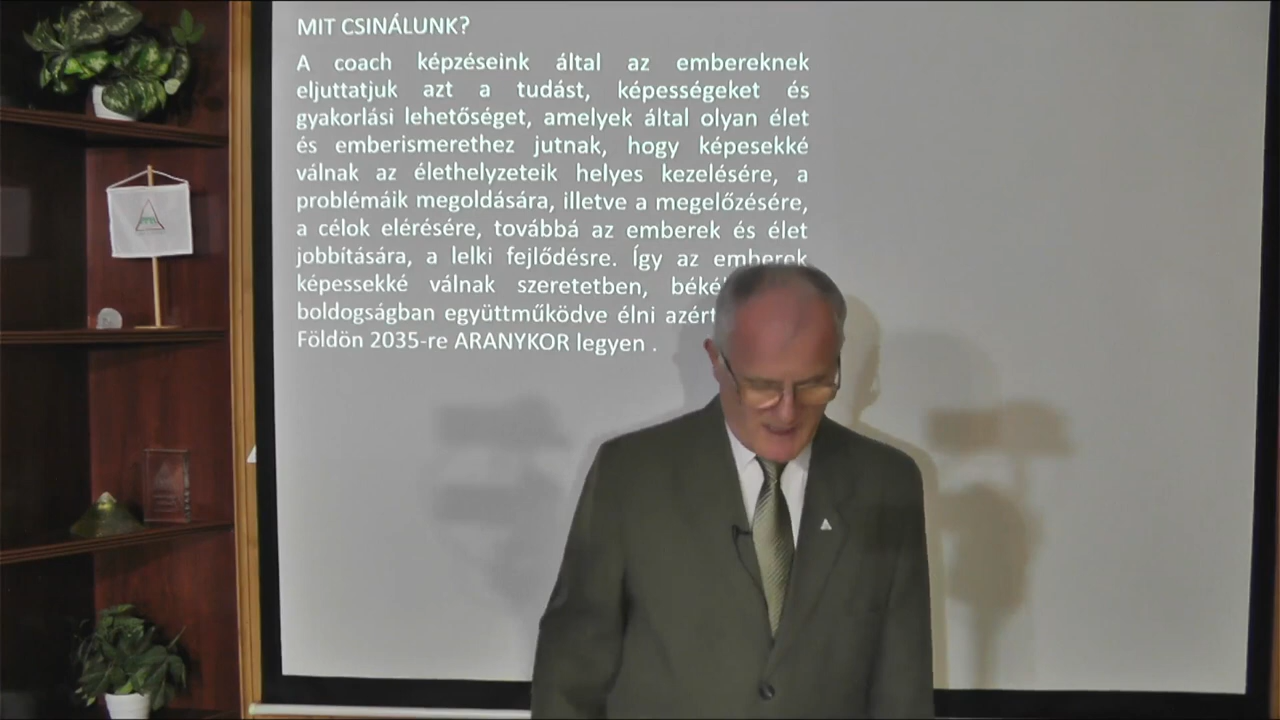 MIT CSINÁLUNK?
A coach képzéseink által az embereknek
eljuttatjuk azt a tudást, képességeket és
gyakorlási lehetőséget, amelyek által olyan élet
és emberismerethez jutnak, hogy képesekké
válnak az élethelyzeteik helyes kezelésére, a
problémáik megoldására, illetve a megelőzésére,
a célok elérésére, továbbá az emberek és élet
jobbítására, a lelki fejlődésre. Így az emberek
képessekké válnak szeretetben,
boldogságban együttműködve élni
Földön 2035-re ARANYKOR legyen .